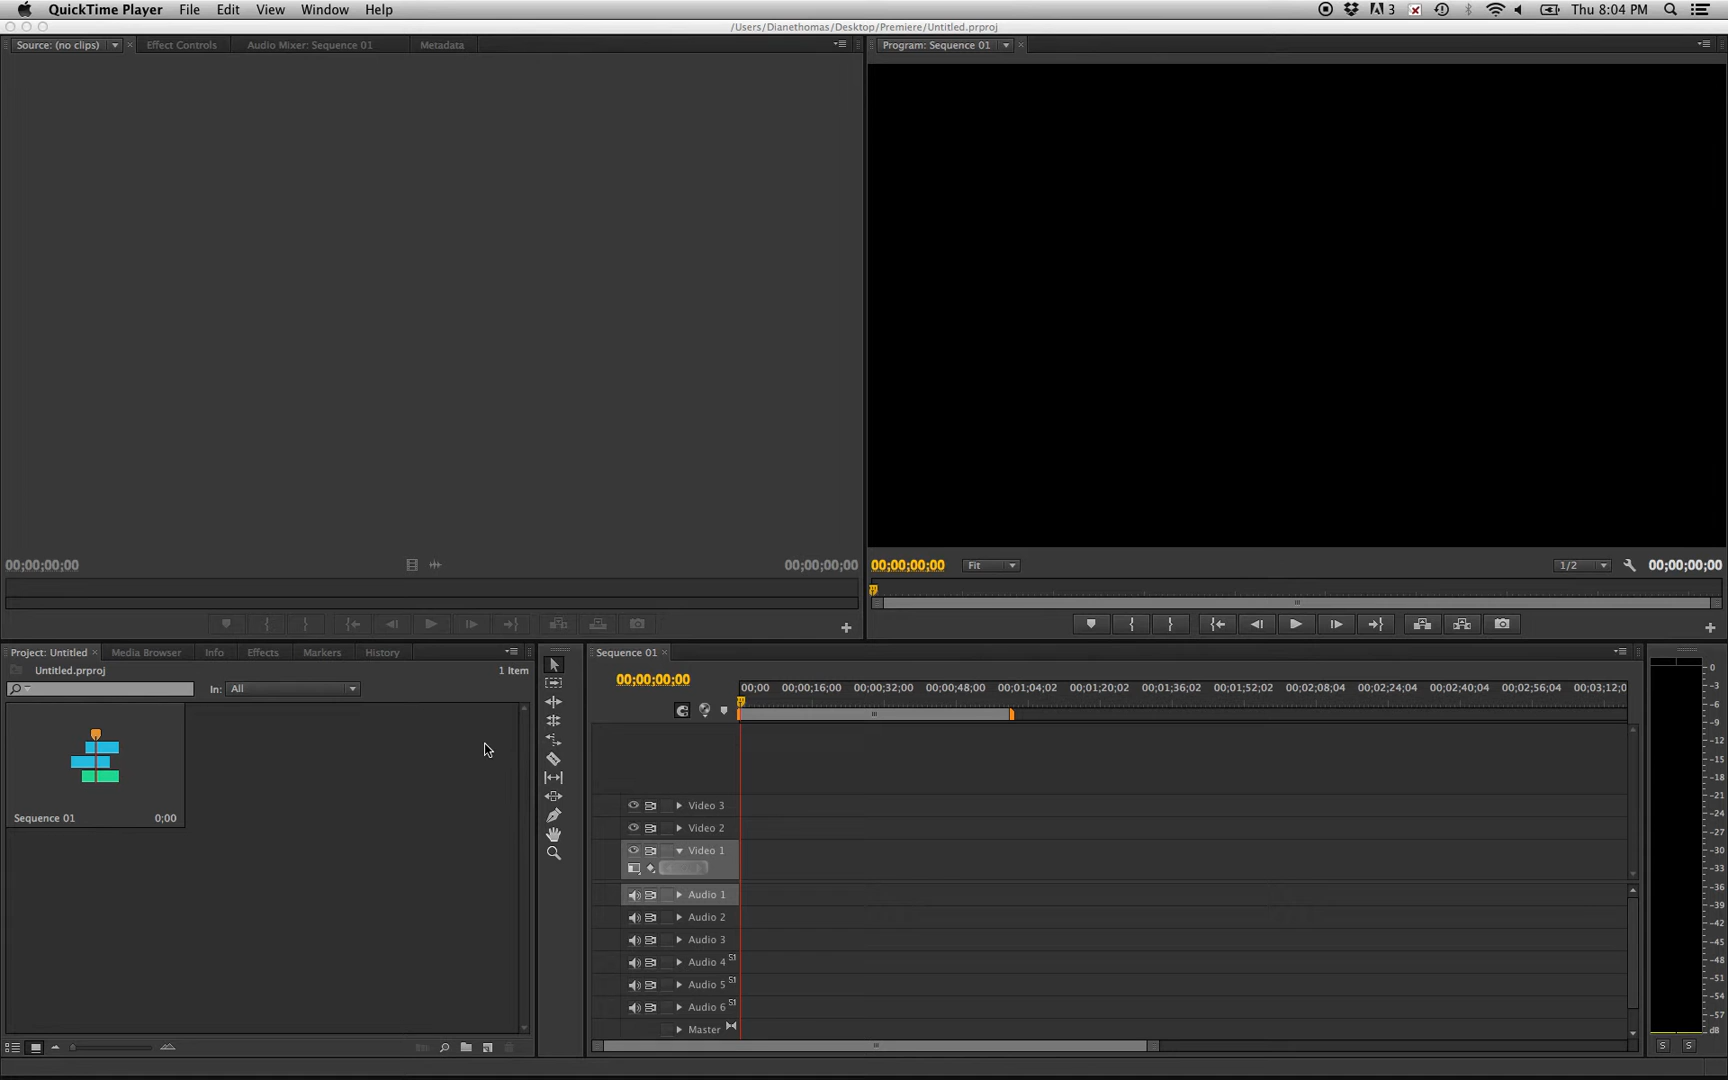 QuickTime Player File Edit View Window Help 3 Thu 8:04 PM
/Users/Dianethomas/Desktop/Premiere/Untitled.prproj
Source: (no clips) Effect Controls Audio Mixer: Sequence 01 Metadata
Program: Sequence 01
00;00;00;00 00;00;00;00
00;00;00;00 Fit 1/2 00;00;00;00
Project: Untitled Media Browser Info Effects Markers History
Untitled.prproj 1 Item
In: All
Sequence 01 0;00
Sequence 01
00;00;00;00
00;00 00;00;16;00 00;00;32;00 00;00;48;00 00;01;04;02 00;01;20;02 00;01;36;02 00;01;52;02 00;02;08;04 00;02;24;04 00;02;40;04 00;02;56;04 00;03;12;0
Video 3
Video 2
Video 1
Audio 1
Audio 2
Audio 3
Audio 4 S1
Audio 5 S1
Audio 6 S1
Master
0
-3
-6
-9
-12
-15
-18
-21
-24
-27
-30
-33
-36
-39
-42
-45
-48
-51
-54
-57
dB
S S